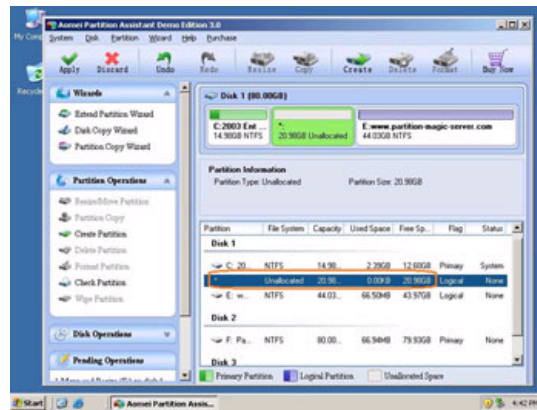 My Comp
Recycle
Aomei Partition Assistant Demo Edition 3.0
System Disk Partition Wizard Help Purchase
Apply Discard Undo Redo Resize Copy Create Delete Format Buy Now
Wizards
Extend Partition Wizard
Disk Copy Wizard
Partition Copy Wizard
Partition Operations
Resize/Move Partition
Partition Copy
Create Partition
Delete Partition
Format Partition
Check Partition
Wipe Partition
Disk Operations
Pending Operations
Disk 1 (80.00GB)
C:2003 Ent ...
14.98GB NTFS
*:
20.98GB Unallocated
E:www.partition-magic-server.com
44.03GB NTFS
Partition Information
Partition Type: Unallocated Partition Size: 20.98GB
Partition File System Capacity Used Space Free Sp... Flag Status
Disk 1
C: 20... NTFS 14.98... 2.39GB 12.60GB Primary System
* Unallocated 20.98... 0.00KB 20.98GB Logical None
E: w... NTFS 44.03... 66.50MB 43.97GB Logical None
Disk 2
F: Pa... NTFS 80.00... 66.94MB 79.93GB Primary None
Disk 3
Primary Partition Logical Partition Unallocated Space
Start Aomei Partition Assis... 4:42 PM